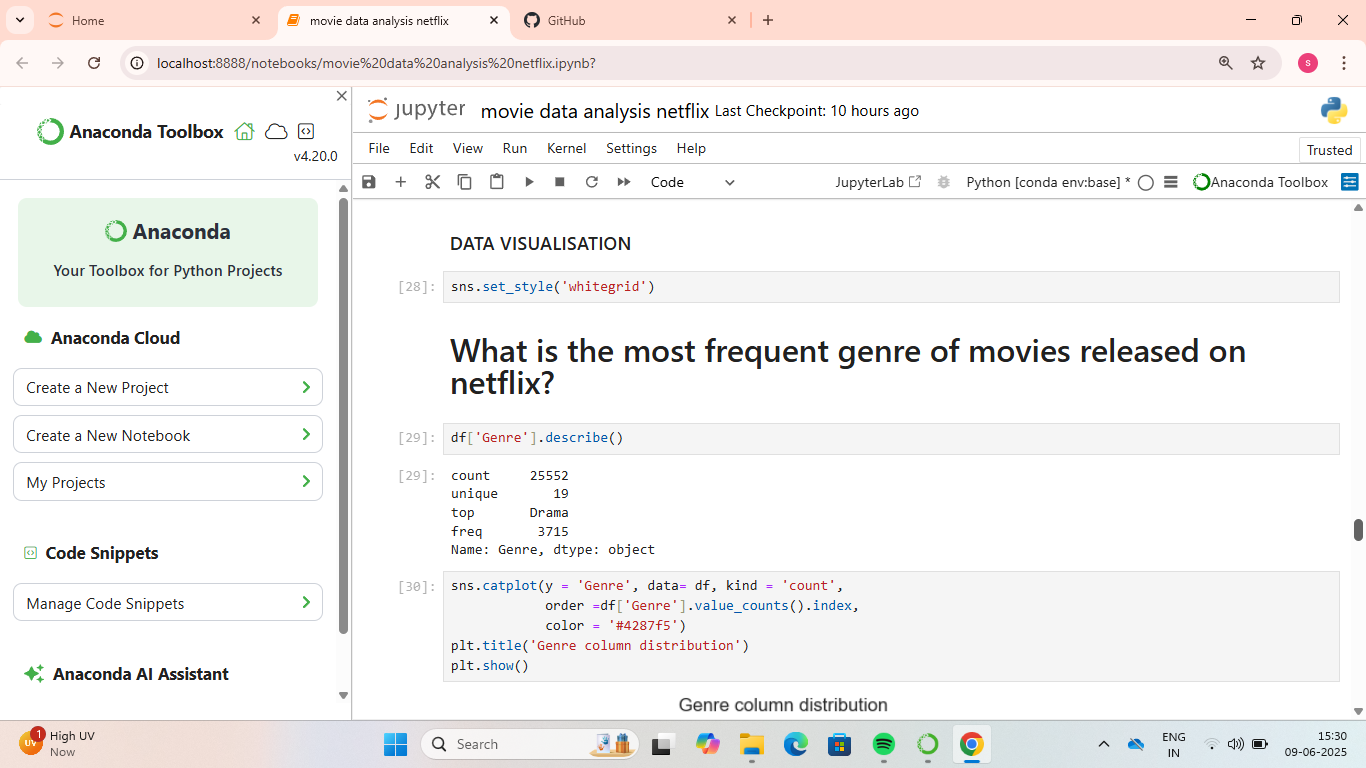 Home
movie data analysis netflix
GitHub
localhost:8888/notebooks/movie%20data%20analysis%20netflix.ipynb?
s
Anaconda Toolbox
v4.20.0
Anaconda
Your Toolbox for Python Projects
Anaconda Cloud
Create a New Project
Create a New Notebook
My Projects
Code Snippets
Manage Code Snippets
Anaconda AI Assistant
jupyter movie data analysis netflix Last Checkpoint: 10 hours ago
File Edit View Run Kernel Settings Help
Trusted
Code JupyterLab Python [conda env:base] * Anaconda Toolbox
DATA VISUALISATION
[28]: sns.set_style('whitegrid')
What is the most frequent genre of movies released on
netflix?
[29]: df['Genre'].describe()
[29]: count 25552
unique 19
top Drama
freq 3715
Name: Genre, dtype: object
[30]: sns.catplot(y = 'Genre', data= df, kind = 'count',
order =df['Genre'].value_counts().index,
color = '#4287f5')
plt.title('Genre column distribution')
plt.show()
Genre column distribution
UV
1
High UV
Now
Search
ENG
IN
15:30
09-06-2025